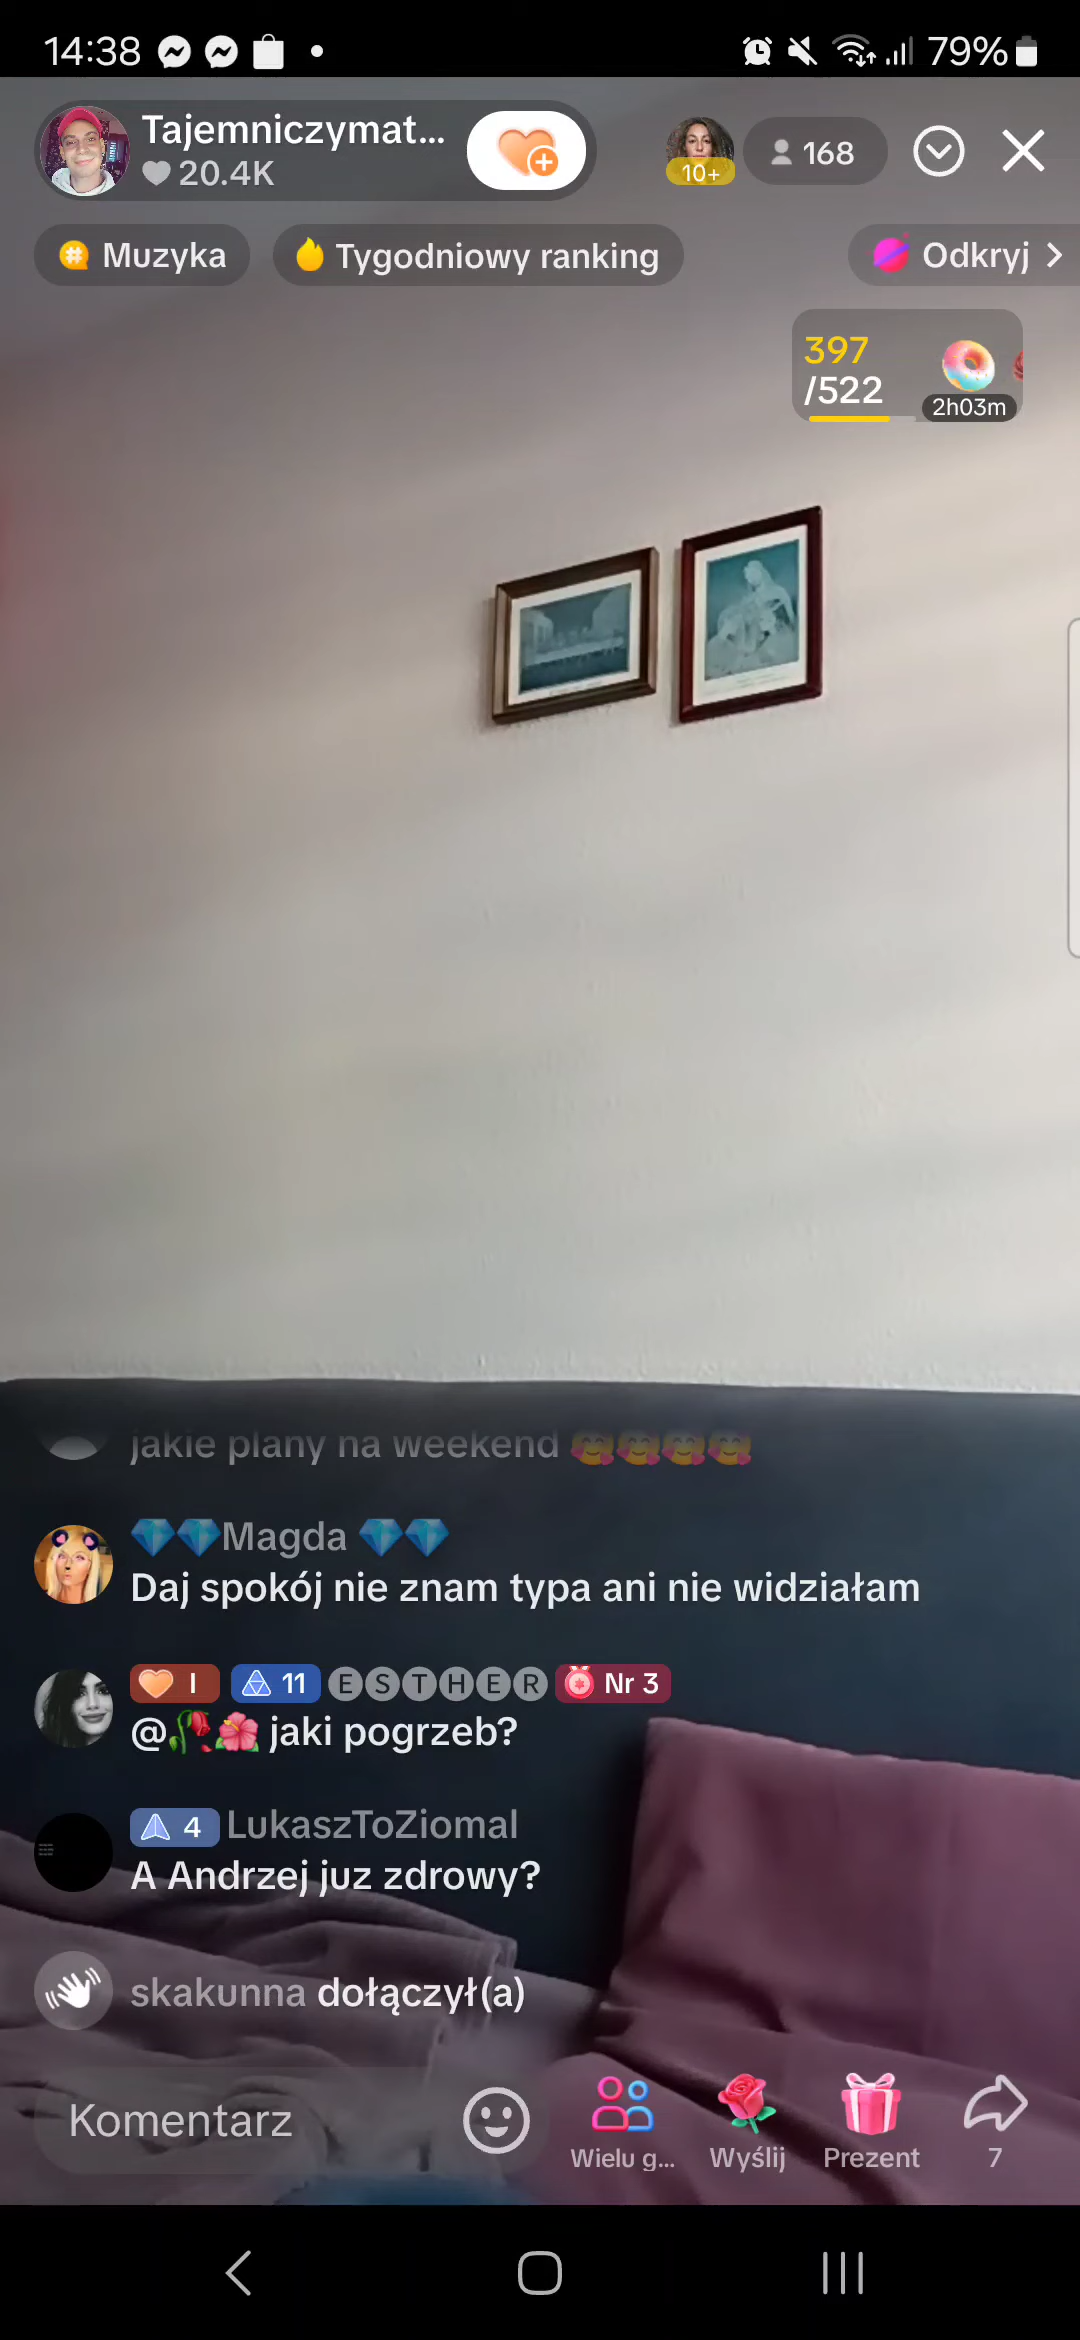 14:38
79%
Tajemniczymat...
20.4K
10+
168
Muzyka
Tygodniowy ranking
Odkryj
397
/522
2h03m
jakie plany na weekend 🥰🥰🥰🥰
💎💎Magda 💎💎
Daj spokój nie znam typa ani nie widziałam
I 11 🅔🅢🅣🅗🅔🅡 Nr 3
@🥀🌺 jaki pogrzeb?
4 LukaszToZiomal
A Andrzej juz zdrowy?
skakunna dołączył(a)
Komentarz
Wielu g...
Wyślij
Prezent
7